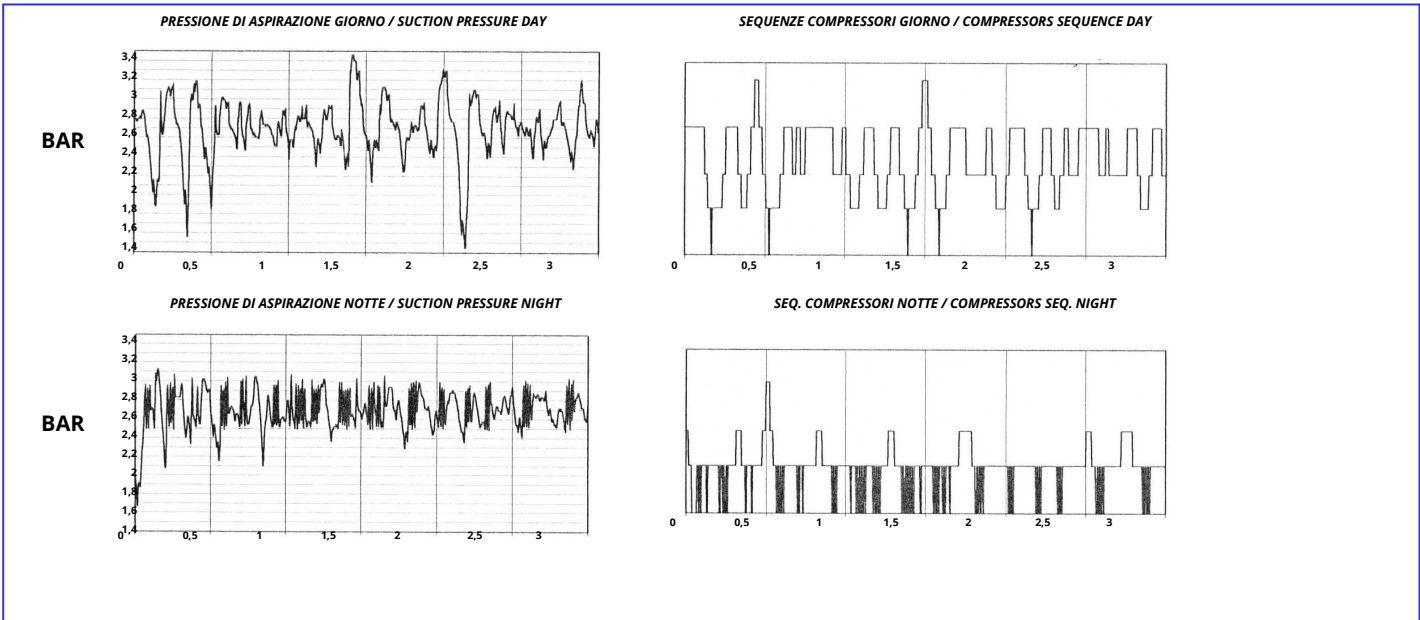 PRESSIONE DI ASPIRAZIONE GIORNO / SUCTION PRESSURE DAY
SEQUENZE COMPRESSORI GIORNO / COMPRESSORS SEQUENCE DAY
BAR
3,4
3,2
3
2,8
2,6
2,4
2,2
2
1,8
1,6
1,4
0 0,5 1 1,5 2 2,5 3
0 0,5 1 1,5 2 2,5 3
PRESSIONE DI ASPIRAZIONE NOTTE / SUCTION PRESSURE NIGHT
SEQ. COMPRESSORI NOTTE / COMPRESSORS SEQ. NIGHT
BAR
3,4
3,2
3
2,8
2,6
2,4
2,2
2
1,8
1,6
1,4
0 0,5 1 1,5 2 2,5 3
0 0,5 1 1,5 2 2,5 3